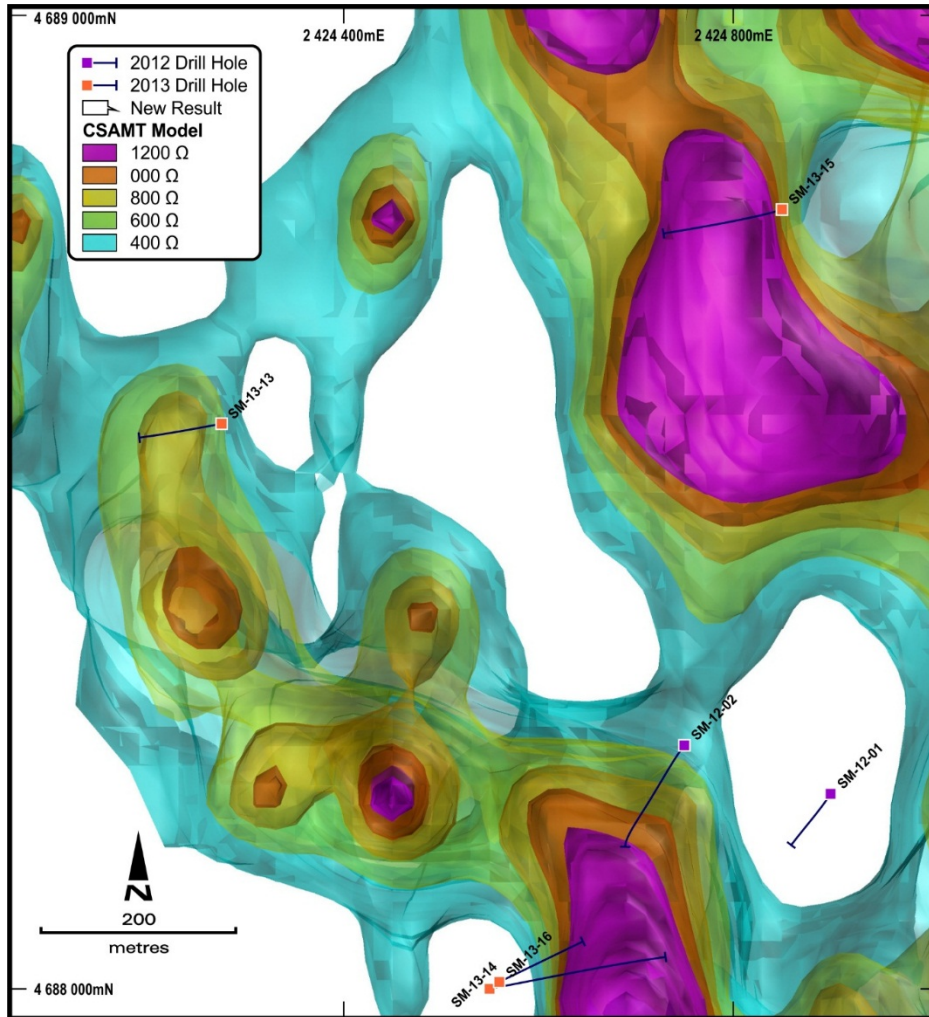 4 689 000mN
2 424 400mE
2 424 800mE
2012 Drill Hole
2013 Drill Hole
New Result
CSAMT Model
1200 Ω
000 Ω
800 Ω
600 Ω
400 Ω
SM-13-15
SM-13-13
SM-12-02
SM-12-01
N
200
metres
SM-13-16
SM-13-14
4 688 000mN